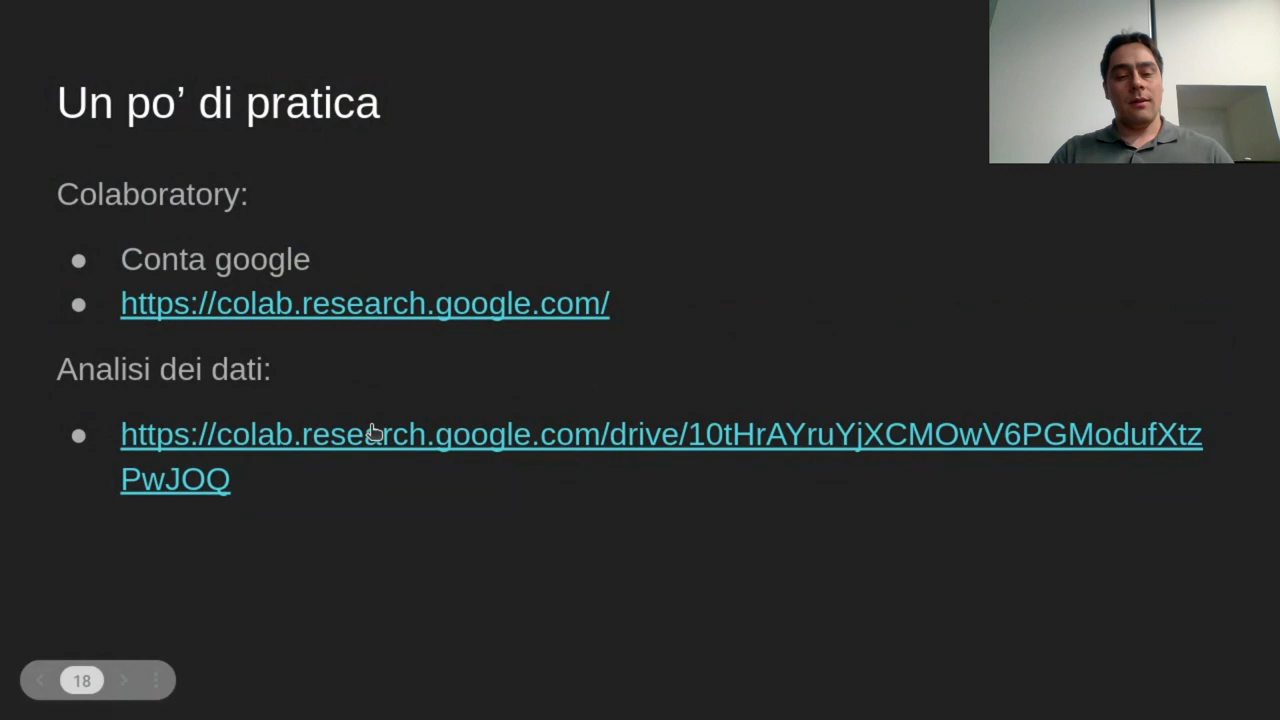 Un po’ di pratica
Colaboratory:
● Conta google
● https://colab.research.google.com/
Analisi dei dati:
● https://colab.research.google.com/drive/10tHrAYruYjXCMOwV6PGModufXtz
PwJOQ
18